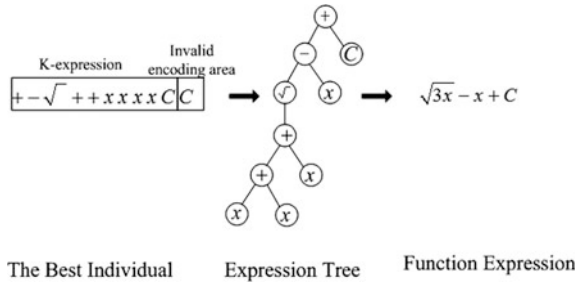 K-expression
Invalid
encoding area
+ − √ + + x x x x C C
+
− C
√ x
+
+ x
x x
√3x − x + C
The Best Individual Expression Tree Function Expression